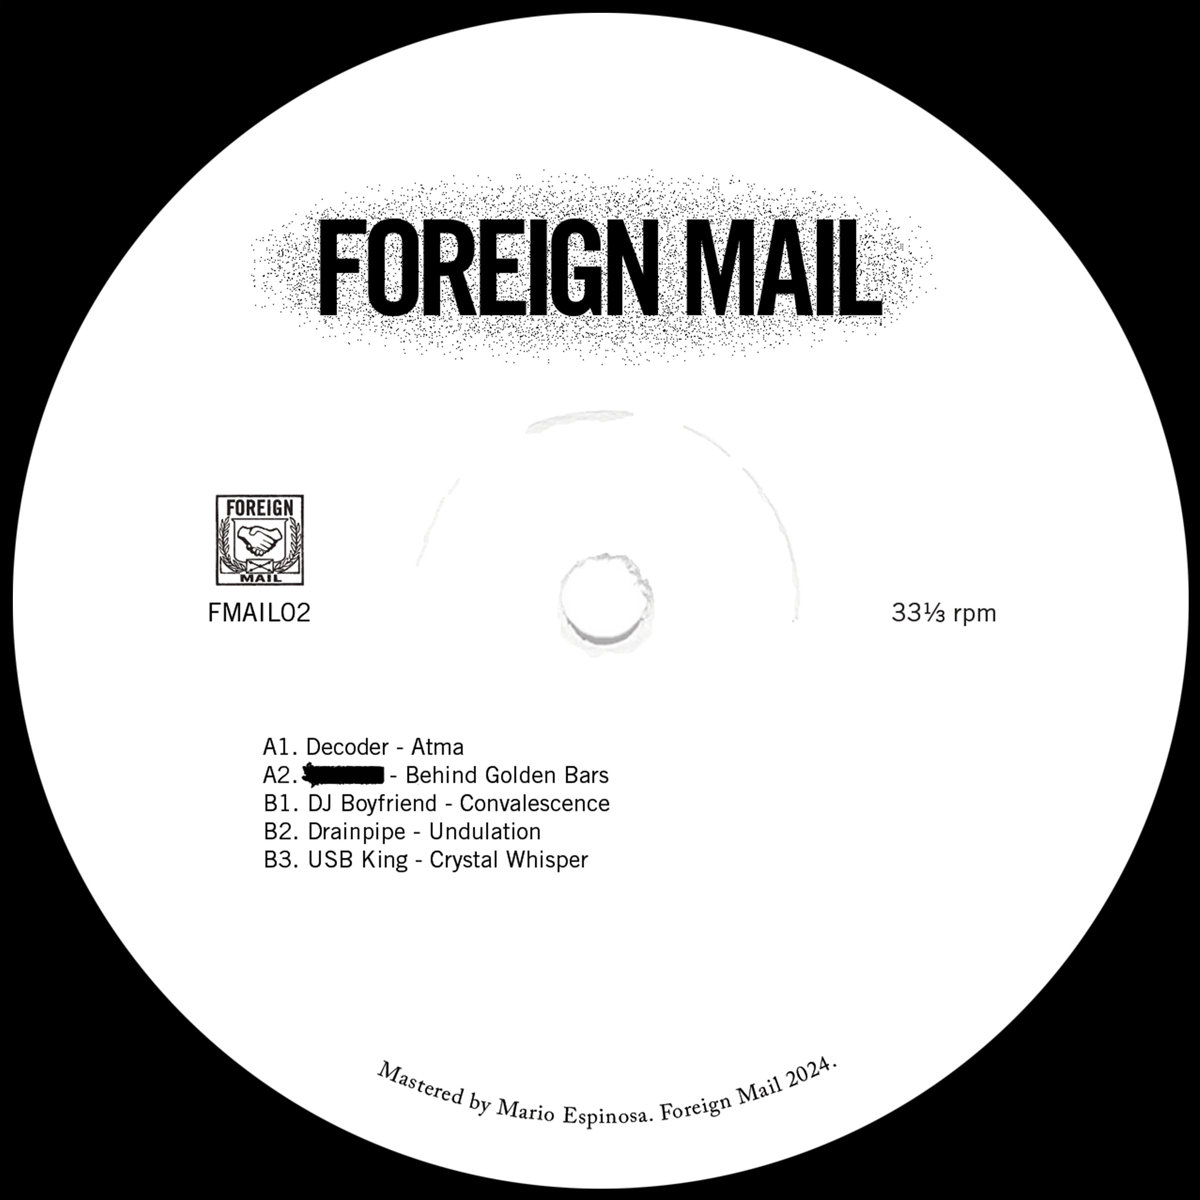 FOREIGN MAIL
FOREIGN
MAIL
FMAIL02
33⅓ rpm
A1. Decoder - Atma
A2. - Behind Golden Bars
B1. DJ Boyfriend - Convalescence
B2. Drainpipe - Undulation
B3. USB King - Crystal Whisper
Mastered by Mario Espinosa. Foreign Mail 2024.